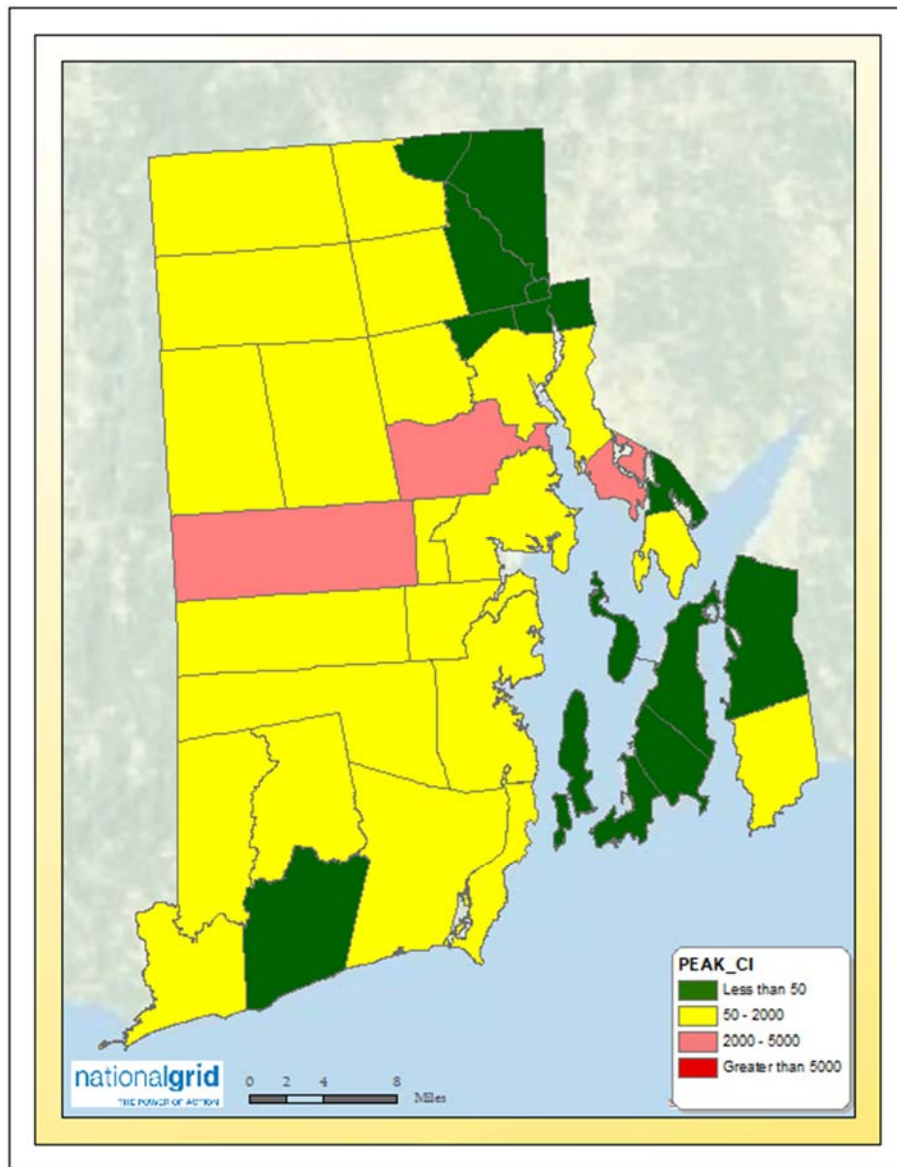 PEAK_CI
Less than 50
50 - 2000
2000 - 5000
Greater than 5000
nationalgrid
THE POWER OF ACTION
0 2 4 8
Miles